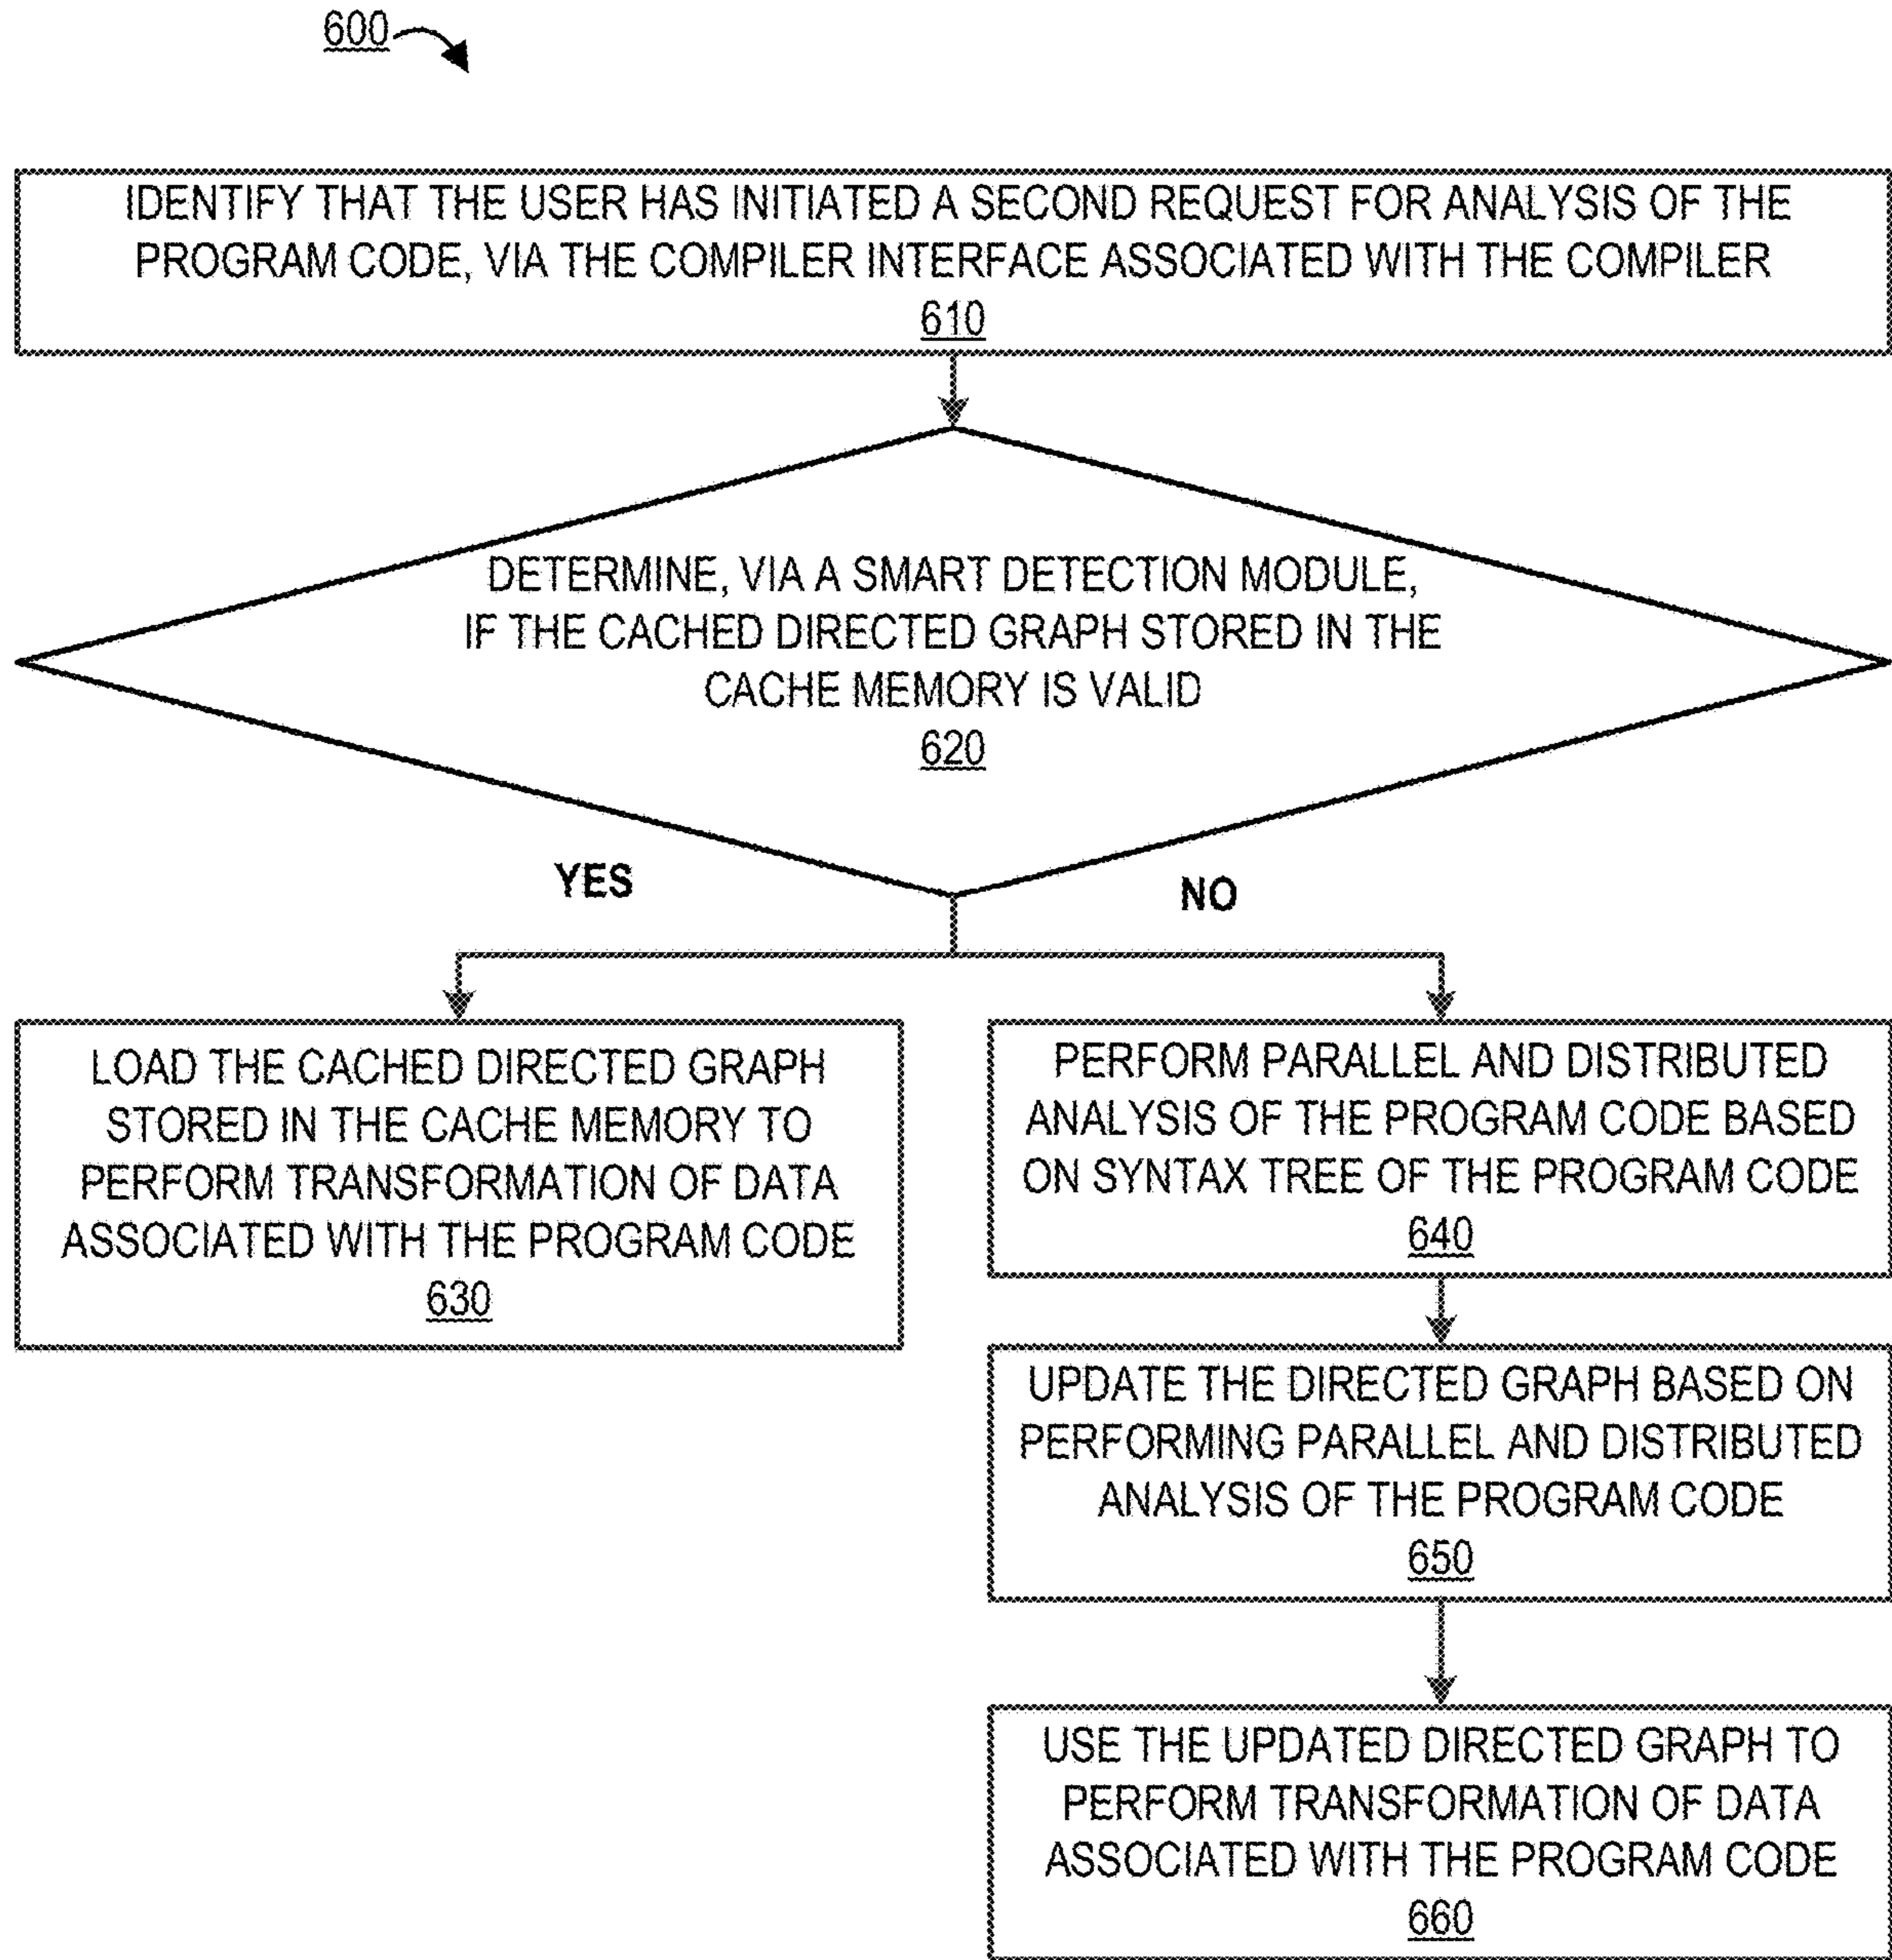 600
IDENTIFY THAT THE USER HAS INITIATED A SECOND REQUEST FOR ANALYSIS OF THE
PROGRAM CODE, VIA THE COMPILER INTERFACE ASSOCIATED WITH THE COMPILER
610
DETERMINE, VIA A SMART DETECTION MODULE,
IF THE CACHED DIRECTED GRAPH STORED IN THE
CACHE MEMORY IS VALID
620
YES
NO
LOAD THE CACHED DIRECTED GRAPH
STORED IN THE CACHE MEMORY TO
PERFORM TRANSFORMATION OF DATA
ASSOCIATED WITH THE PROGRAM CODE
630
PERFORM PARALLEL AND DISTRIBUTED
ANALYSIS OF THE PROGRAM CODE BASED
ON SYNTAX TREE OF THE PROGRAM CODE
640
UPDATE THE DIRECTED GRAPH BASED ON
PERFORMING PARALLEL AND DISTRIBUTED
ANALYSIS OF THE PROGRAM CODE
650
USE THE UPDATED DIRECTED GRAPH TO
PERFORM TRANSFORMATION OF DATA
ASSOCIATED WITH THE PROGRAM CODE
660